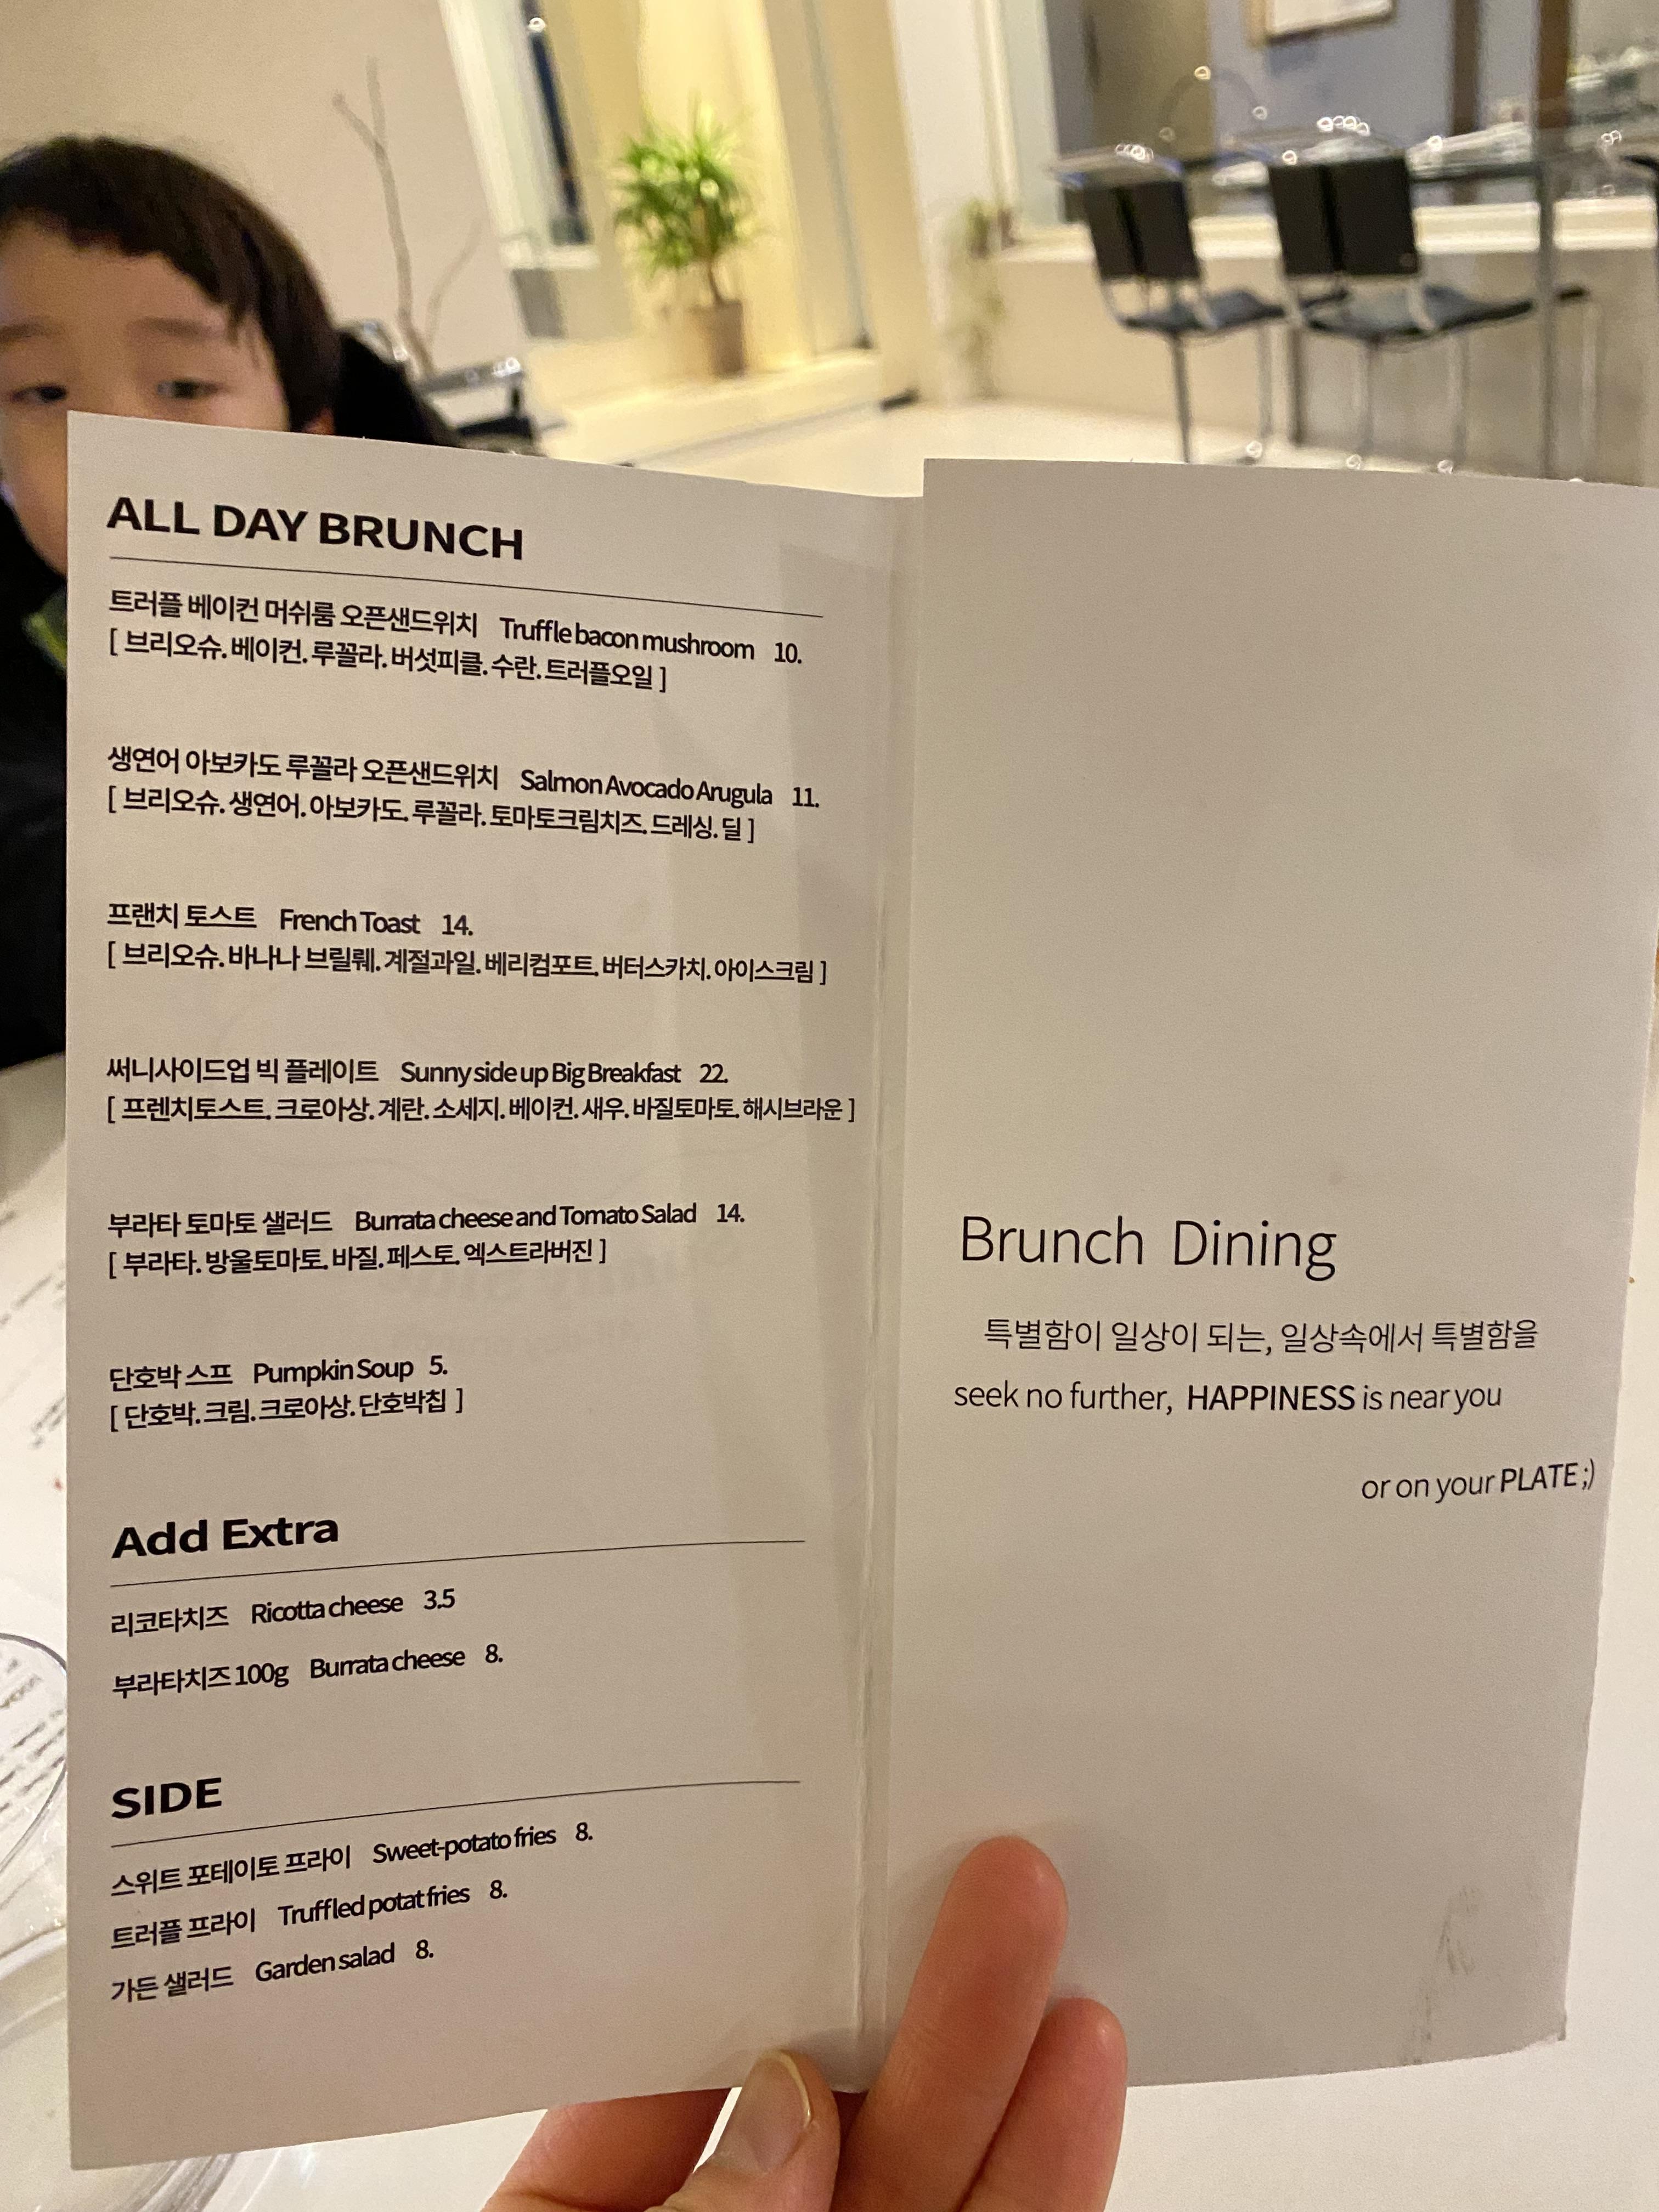 ALL DAY BRUNCH
트러플 베이컨 머쉬룸 오픈샌드위치 Truffle bacon mushroom 10.
[ 브리오슈. 베이컨. 루꼴라. 버섯피클. 수란. 트러플오일 ]
생연어 아보카도 루꼴라 오픈샌드위치 Salmon Avocado Arugula 11.
[ 브리오슈. 생연어. 아보카도. 루꼴라. 토마토크림치즈. 드레싱. 딜 ]
프랜치 토스트 French Toast 14.
[ 브리오슈. 바나나 브릴뤠. 계절과일. 베리컴포트. 버터스카치. 아이스크림 ]
써니사이드업 빅 플레이트 Sunny side up Big Breakfast 22.
[ 프렌치토스트. 크로아상. 계란. 소세지. 베이컨. 새우. 바질토마토. 해시브라운 ]
부라타 토마토 샐러드 Burrata cheese and Tomato Salad 14.
[ 부라타. 방울토마토. 바질. 페스토. 엑스트라버진 ]
단호박 스프 Pumpkin Soup 5.
[ 단호박. 크림. 크로아상. 단호박칩 ]
Add Extra
리코타치즈 Ricotta cheese 3.5
부라타치즈 100g Burrata cheese 8.
SIDE
스위트 포테이토 프라이 Sweet-potato fries 8.
트러플 프라이 Truffled potat fries 8.
가든 샐러드 Garden salad 8.
Brunch Dining
특별함이 일상이 되는, 일상속에서 특별함을
seek no further, HAPPINESS is near you
or on your PLATE ;)